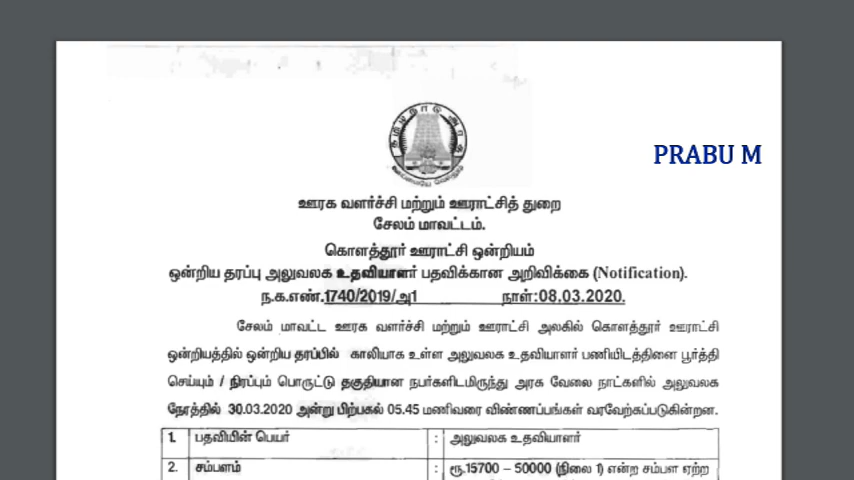 தமிழ்நாடு அரசு
வாய்மையே வெல்லும்
PRABU M
ஊரக வளர்ச்சி மற்றும் ஊராட்சித் துறை
சேலம் மாவட்டம்.
கொளத்தூர் ஊராட்சி ஒன்றியம்
ஒன்றிய தரப்பு அலுவலக உதவியாளர் பதவிக்கான அறிவிக்கை (Notification).
ந.க.எண்.1740/2019/அ1 நாள்:08.03.2020.
சேலம் மாவட்ட ஊரக வளர்ச்சி மற்றும் ஊராட்சி அலகில் கொளத்தூர் ஊராட்சி
ஒன்றியத்தில் ஒன்றிய தரப்பில் காலியாக உள்ள அலுவலக உதவியாளர் பணியிடத்தினை பூர்த்தி
செய்யும் / நிரப்பும் பொருட்டு தகுதியான நபர்களிடமிருந்து அரசு வேலை நாட்களில் அலுவலக
நேரத்தில் 30.03.2020 அன்று பிற்பகல் 05.45 மணிவரை விண்ணப்பங்கள் வரவேற்கப்படுகின்றன.
1. பதவியின் பெயர் : அலுவலக உதவியாளர்
2. சம்பளம் : ரூ.15700 – 50000 (நிலை 1) என்ற சம்பள ஏற்ற